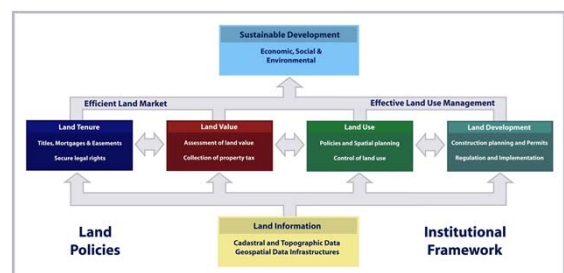 Sustainable Development
Economic, Social &
Environmental
Efficient Land Market
Effective Land Use Management
Land Tenure
Titles, Mortgages & Easements
Secure legal rights
Land Value
Assessment of land value
Collection of property tax
Land Use
Policies and Spatial planning
Control of land use
Land Development
Construction planning and Permits
Regulation and Implementation
Land
Policies
Land Information
Cadastral and Topographic Data
Geospatial Data Infrastructures
Institutional
Framework